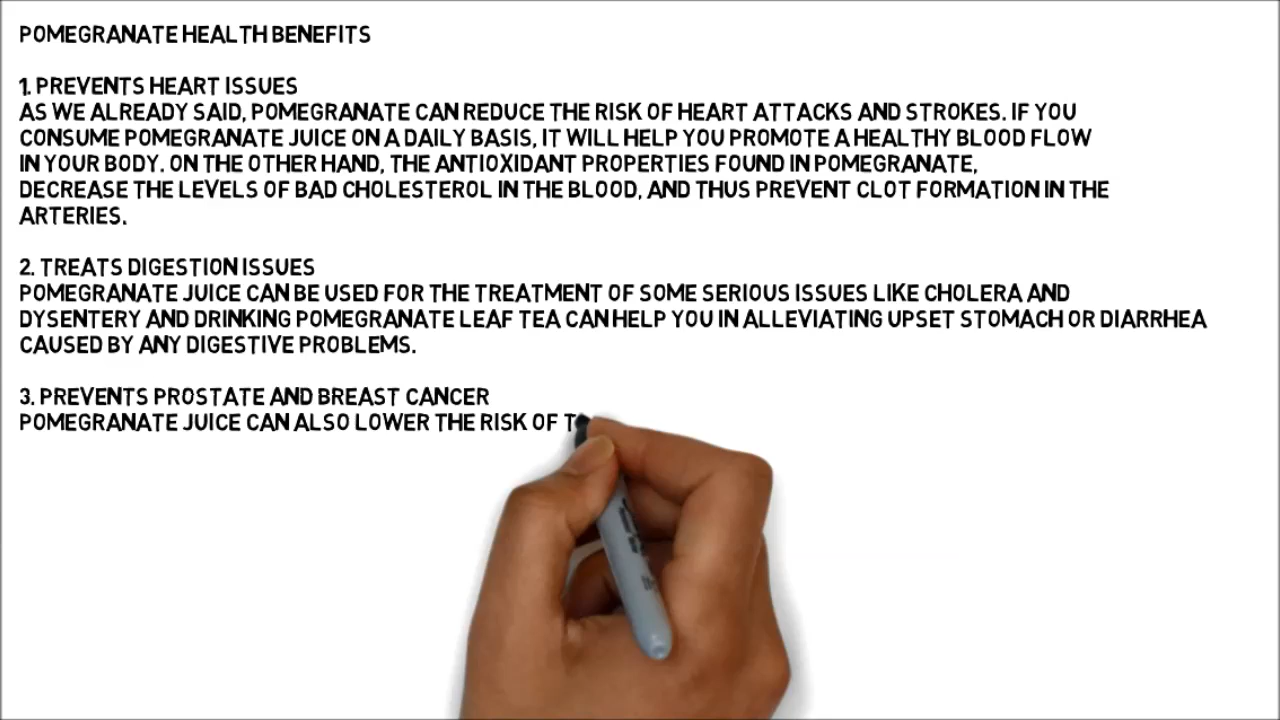 POMEGRANATE HEALTH BENEFITS
1. PREVENTS HEART ISSUES
AS WE ALREADY SAID, POMEGRANATE CAN REDUCE THE RISK OF HEART ATTACKS AND STROKES. IF YOU
CONSUME POMEGRANATE JUICE ON A DAILY BASIS, IT WILL HELP YOU PROMOTE A HEALTHY BLOOD FLOW
IN YOUR BODY. ON THE OTHER HAND, THE ANTIOXIDANT PROPERTIES FOUND IN POMEGRANATE,
DECREASE THE LEVELS OF BAD CHOLESTEROL IN THE BLOOD, AND THUS PREVENT CLOT FORMATION IN THE
ARTERIES.
2. TREATS DIGESTION ISSUES
POMEGRANATE JUICE CAN BE USED FOR THE TREATMENT OF SOME SERIOUS ISSUES LIKE CHOLERA AND
DYSENTERY AND DRINKING POMEGRANATE LEAF TEA CAN HELP YOU IN ALLEVIATING UPSET STOMACH OR DIARRHEA
CAUSED BY ANY DIGESTIVE PROBLEMS.
3. PREVENTS PROSTATE AND BREAST CANCER
POMEGRANATE JUICE CAN ALSO LOWER THE RISK OF T